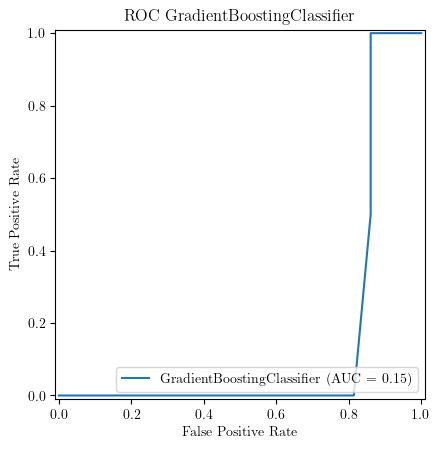 ROC GradientBoostingClassifier
1.0
0.8
0.6
0.4
0.2
0.0
True Positive Rate
GradientBoostingClassifier (AUC = 0.15)
0.0 0.2 0.4 0.6 0.8 1.0
False Positive Rate